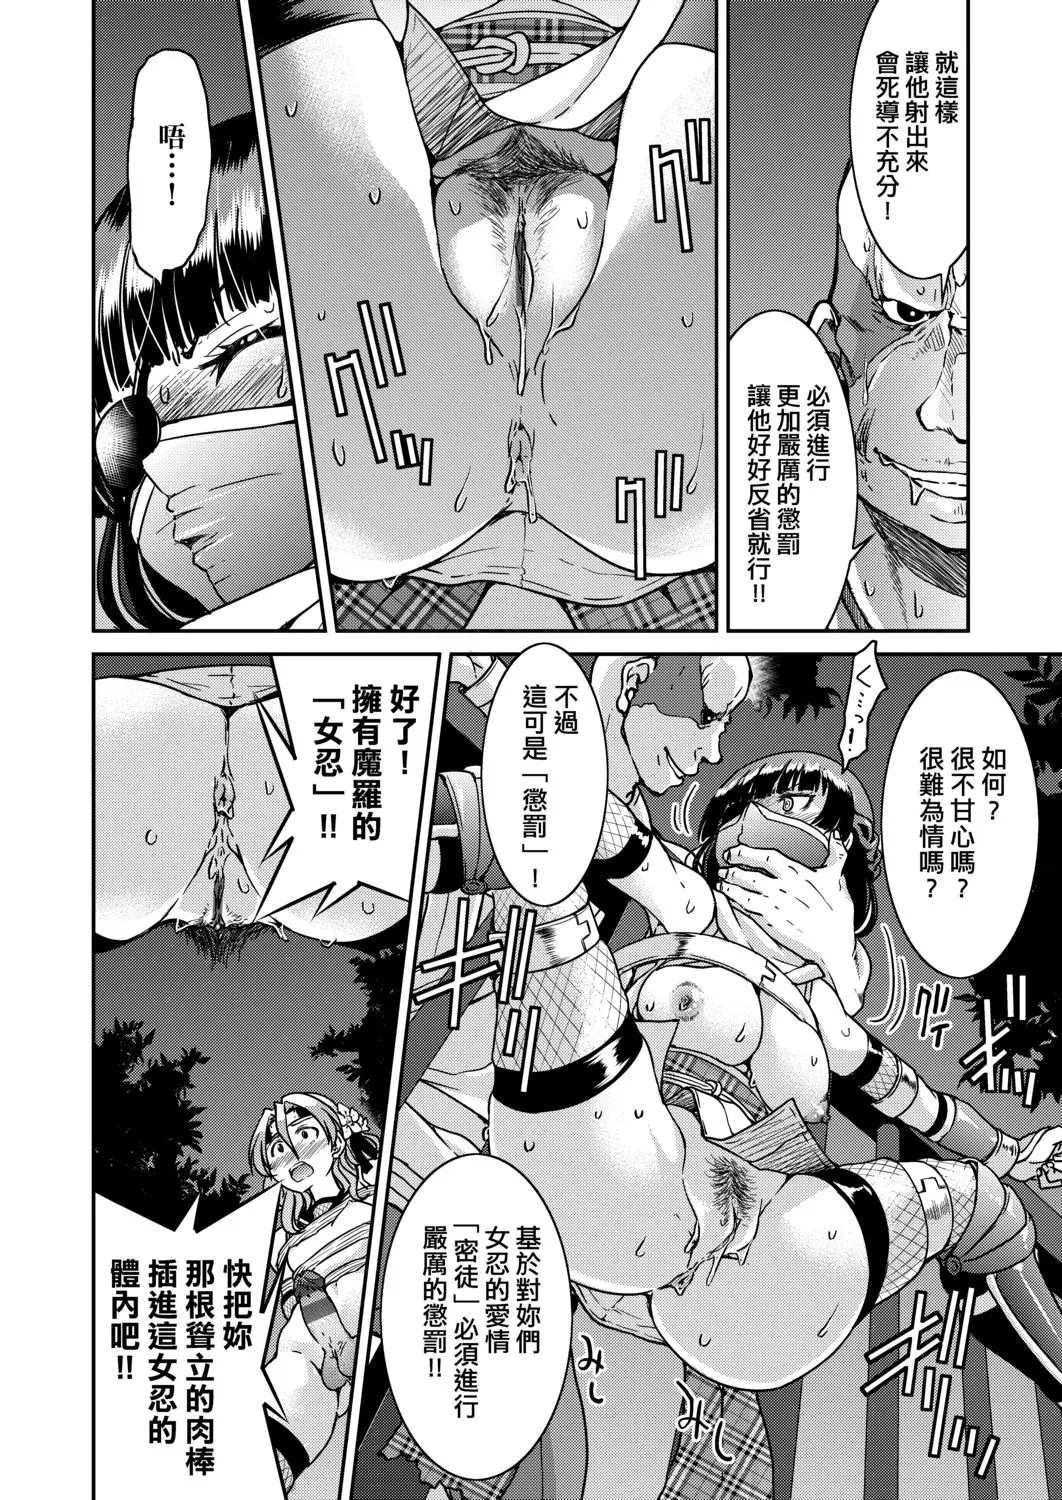 就這樣
讓他射出來
會死導不充分！
必須進行
更加嚴厲的懲罰
讓他好好反省就行!!
唔…！
如何？
很不甘心嗎？
很難為情嗎？
く…っ！
不過
這可是「懲罰」！
基於對妳們
女忍的愛情
「密徒」必須進行
嚴厲的懲罰!!
みし
みし
好了！
擁有魔羅的
「女忍」!!
快把妳
那根聳立的肉棒
插進這女忍的
體內吧!!